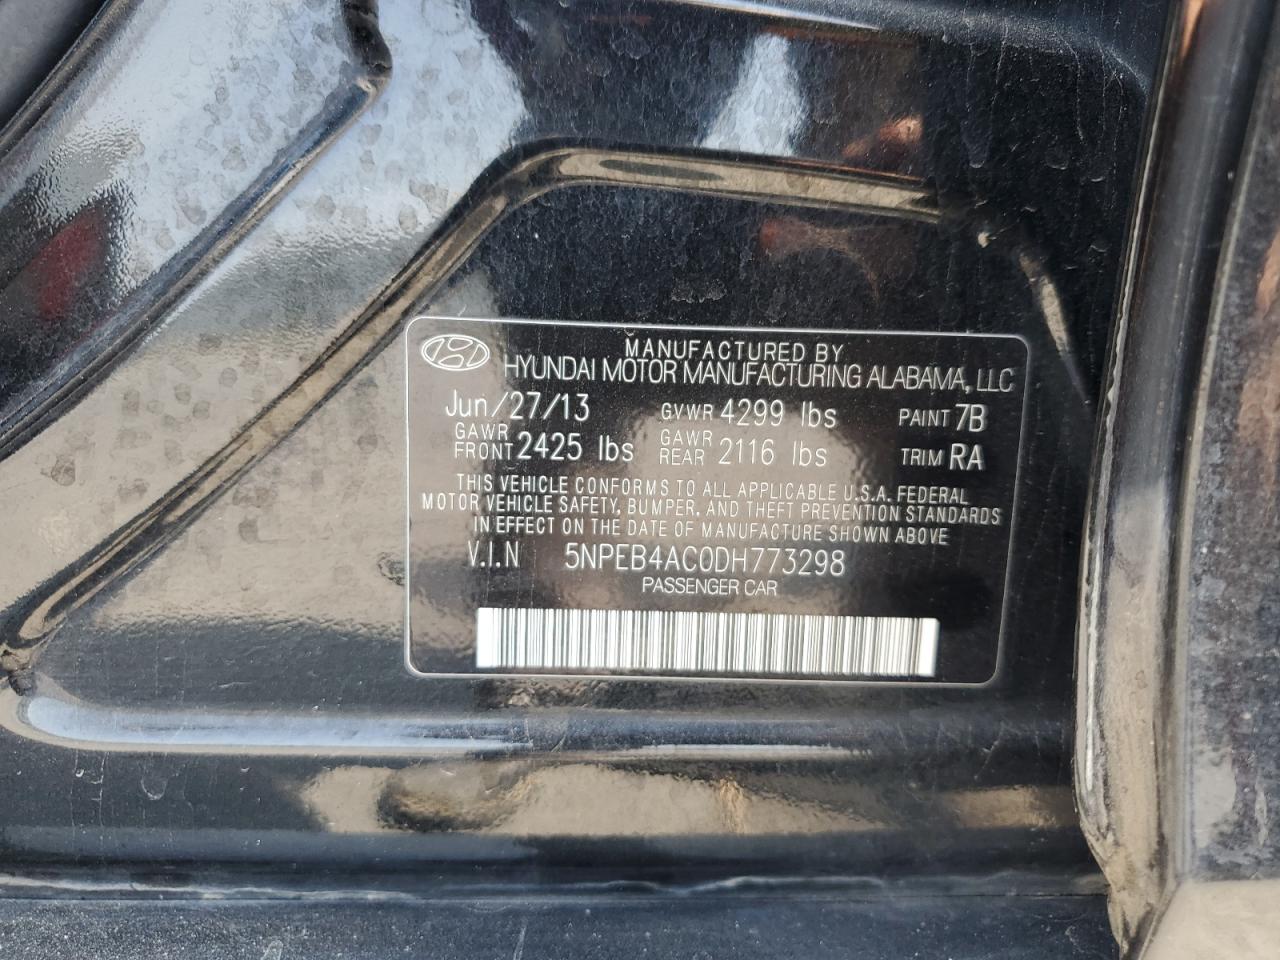 MANUFACTURED BY
HYUNDAI MOTOR MANUFACTURING ALABAMA, LLC
Jun/27/13 GVWR 4299 lbs PAINT 7B
GAWR FRONT 2425 lbs GAWR REAR 2116 lbs TRIM RA
THIS VEHICLE CONFORMS TO ALL APPLICABLE U.S.A. FEDERAL
MOTOR VEHICLE SAFETY, BUMPER, AND THEFT PREVENTION STANDARDS
IN EFFECT ON THE DATE OF MANUFACTURE SHOWN ABOVE
V.I.N 5NPEB4AC0DH773298
PASSENGER CAR